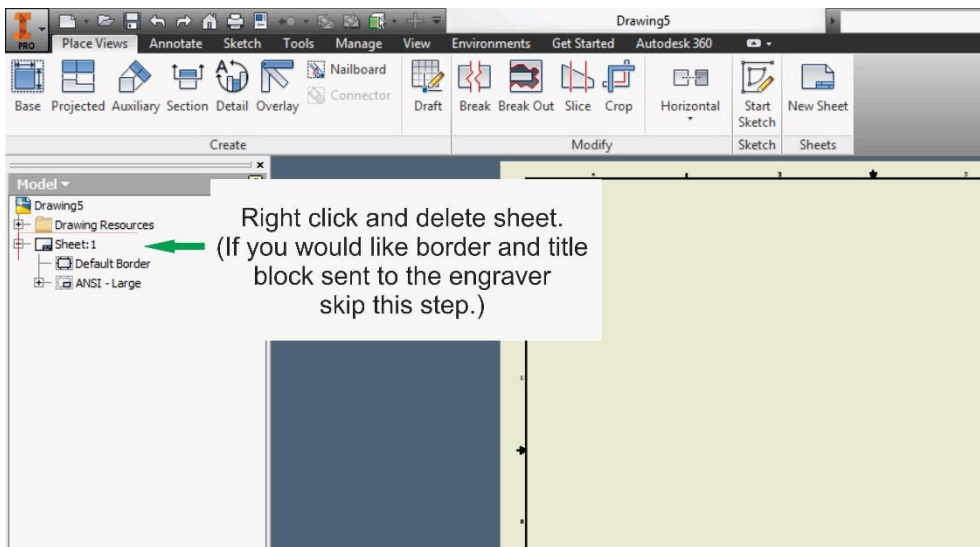 Drawing5
PRO
Place Views Annotate Sketch Tools Manage View Environments Get Started Autodesk 360
Base Projected Auxiliary Section Detail Overlay
Nailboard
Connector
Draft Break Break Out Slice Crop Horizontal Start Sketch New Sheet
Create Modify Sketch Sheets
Model
Drawing5
Drawing Resources
Sheet:1
Default Border
ANSI - Large
Right click and delete sheet.
(If you would like border and title
block sent to the engraver
skip this step.)